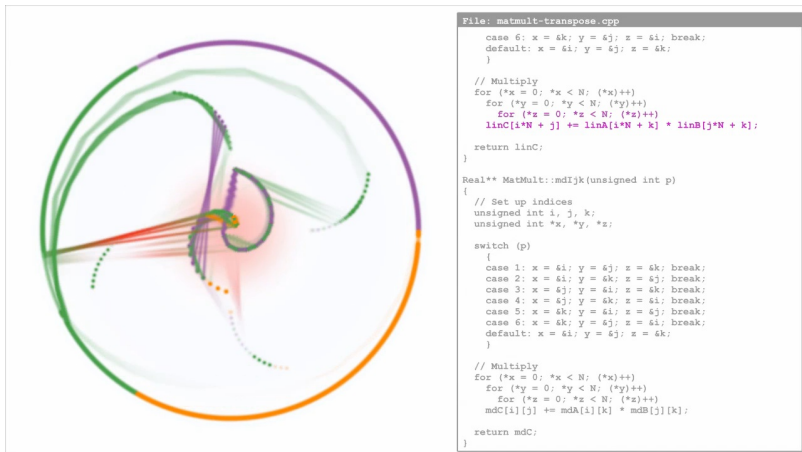 File: matmult-transpose.cpp
case 6: x = &k; y = &j; z = &i; break;
default: x = &i; y = &j; z = &k;
}
// Multiply
for (*x = 0; *x < N; (*x)++)
for (*y = 0; *y < N; (*y)++)
for (*z = 0; *z < N; (*z)++)
linC[i*N + j] += linA[i*N + k] * linB[j*N + k];
return linC;
}
Real** MatMult::mdIjk(unsigned int p)
{
// Set up indices
unsigned int i, j, k;
unsigned int *x, *y, *z;
switch (p)
{
case 1: x = &i; y = &j; z = &k; break;
case 2: x = &i; y = &k; z = &j; break;
case 3: x = &j; y = &i; z = &k; break;
case 4: x = &j; y = &k; z = &i; break;
case 5: x = &k; y = &i; z = &j; break;
case 6: x = &k; y = &j; z = &i; break;
default: x = &i; y = &j; z = &k;
}
// Multiply
for (*x = 0; *x < N; (*x)++)
for (*y = 0; *y < N; (*y)++)
for (*z = 0; *z < N; (*z)++)
mdC[i][j] += mdA[i][k] * mdB[j][k];
return mdC;
}